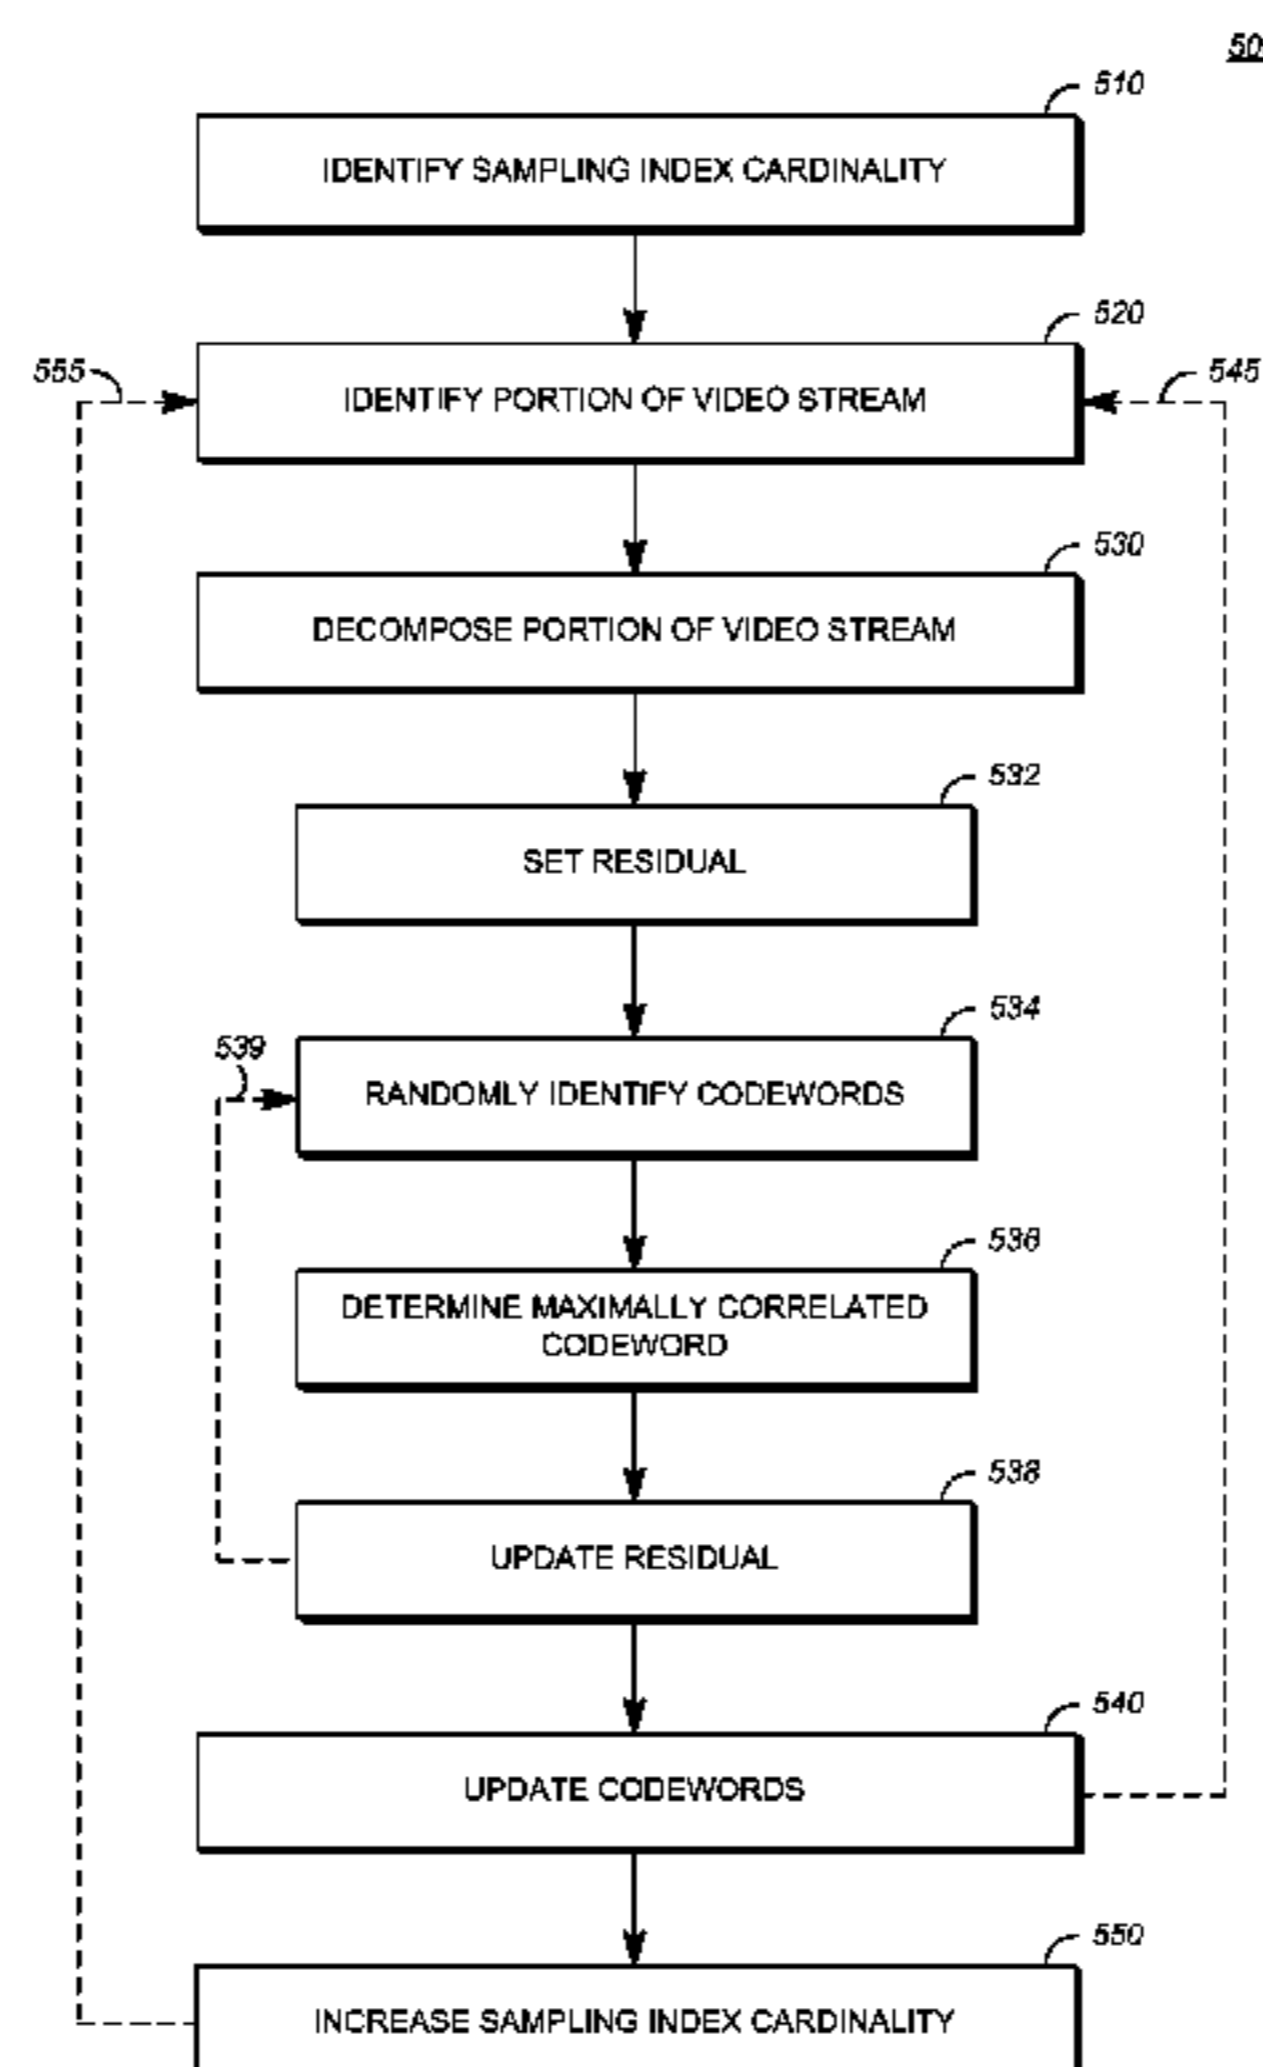 50
510
IDENTIFY SAMPLING INDEX CARDINALITY
520
555
545
IDENTIFY PORTION OF VIDEO STREAM
530
DECOMPOSE PORTION OF VIDEO STREAM
532
SET RESIDUAL
534
539
RANDOMLY IDENTIFY CODEWORDS
536
DETERMINE MAXIMALLY CORRELATED
CODEWORD
538
UPDATE RESIDUAL
540
UPDATE CODEWORDS
550
INCREASE SAMPLING INDEX CARDINALITY